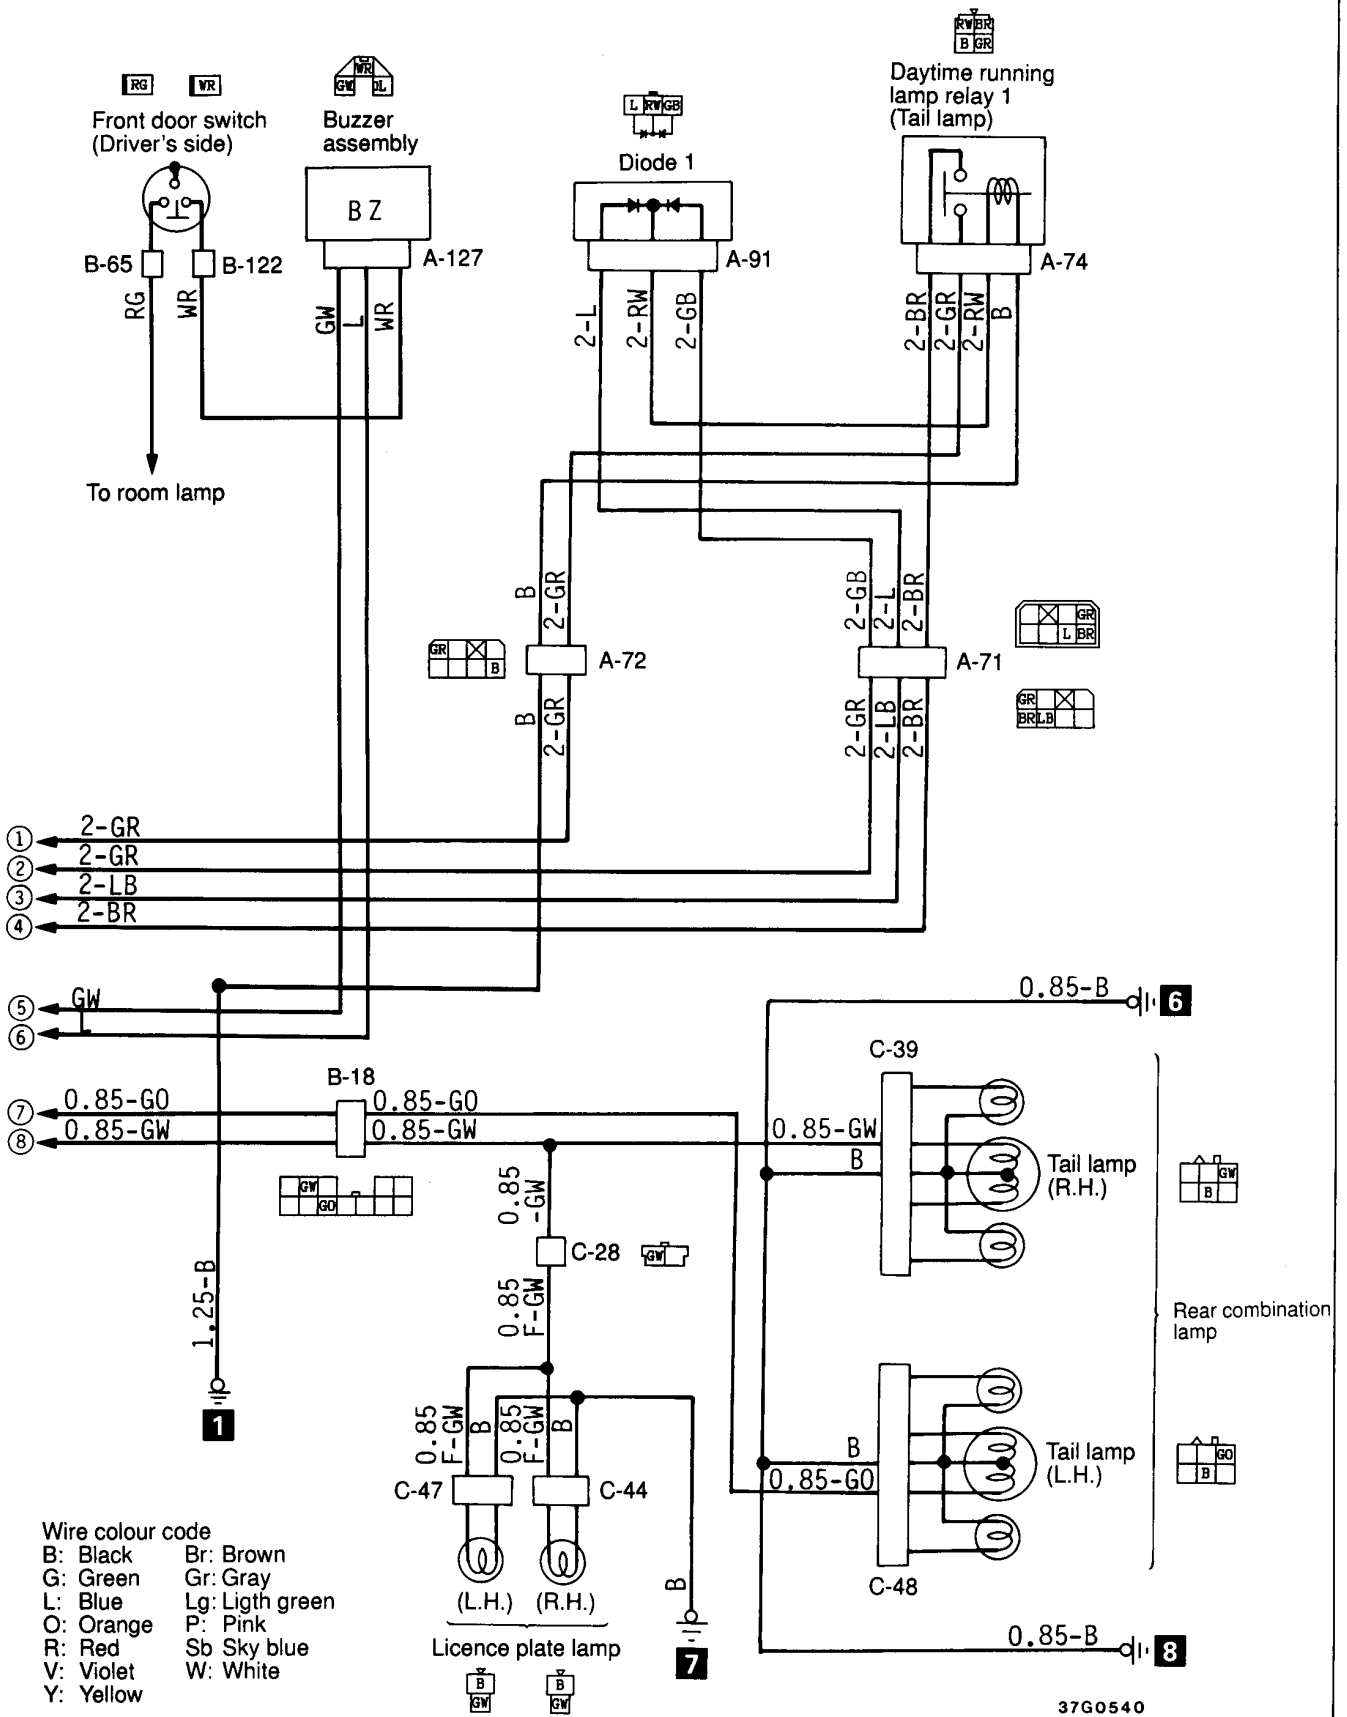 RW BR
B GR
Daytime running
lamp relay 1
(Tail lamp)
RG
WR
Front door switch
(Driver's side)
WR
GW L
Buzzer
assembly
L RW GB
Diode 1
BZ
B-65
B-122
A-127
A-91
A-74
RG
WR
GW
L
WR
2-L
2-RW
2-GB
2-BR
2-GR
2-RW
B
To room lamp
B
2-GR
2-GB
2-L
2-BR
GR
L BR
GR
B
A-72
A-71
B
2-GR
2-GR
2-LB
2-BR
GR
BR LB
1 2-GR
2 2-GR
3 2-LB
4 2-BR
5 GW
6 L
0.85-B 6
C-39
B-18
7 0.85-GO 0.85-GO
8 0.85-GW 0.85-GW 0.85-GW
B
Tail lamp
(R.H.)
GW
B
GW
GO
0.85
-GW
C-28
GW
1.25-B
0.85
F-GW
Rear combination
lamp
1
0.85
F-GW
B
0.85
F-GW
B
B
0.85-GO
Tail lamp
(L.H.)
GO
B
C-47
C-44
C-48
Wire colour code
B: Black Br: Brown
G: Green Gr: Gray
L: Blue Lg: Ligth green
O: Orange P: Pink
R: Red Sb Sky blue
V: Violet W: White
Y: Yellow
(L.H.) (R.H.)
Licence plate lamp
B
GW
B
GW
B
7
0.85-B 8
37G0540